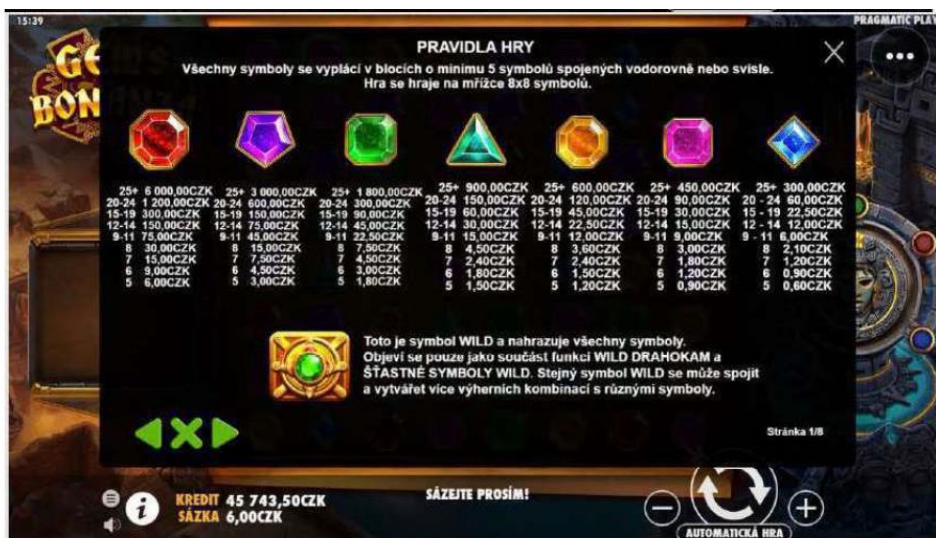 15:39
PRAGMATIC PLAY
GEMS
BONANZA
PRAVIDLA HRY
Všechny symboly se vyplácí v blocích o minimu 5 symbolů spojených vodorovně nebo svisle.
Hra se hraje na mřížce 8x8 symbolů.
25+ 6 000,00CZK 25+ 3 000,00CZK 25+ 1 800,00CZK 25+ 900,00CZK 25+ 600,00CZK 25+ 450,00CZK 25+ 300,00CZK
20-24 1 200,00CZK 20-24 600,00CZK 20-24 300,00CZK 20-24 150,00CZK 20-24 120,00CZK 20-24 90,00CZK 20 - 24 60,00CZK
15-19 300,00CZK 15-19 150,00CZK 15-19 90,00CZK 15-19 60,00CZK 15-19 45,00CZK 15-19 30,00CZK 15 - 19 22,50CZK
12-14 150,00CZK 12-14 75,00CZK 12-14 45,00CZK 12-14 30,00CZK 12-14 22,50CZK 12-14 15,00CZK 12 - 14 12,00CZK
9-11 75,00CZK 9-11 45,00CZK 9-11 22,50CZK 9-11 15,00CZK 9-11 12,00CZK 9-11 9,00CZK 9 - 11 6,00CZK
8 30,00CZK 8 15,00CZK 8 7,50CZK 8 4,50CZK 8 3,60CZK 8 3,00CZK 8 2,10CZK
7 15,00CZK 7 7,50CZK 7 4,50CZK 7 2,40CZK 7 2,40CZK 7 1,80CZK 7 1,20CZK
6 9,00CZK 6 4,50CZK 6 3,00CZK 6 1,80CZK 6 1,50CZK 6 1,20CZK 6 0,90CZK
5 6,00CZK 5 3,00CZK 5 1,80CZK 5 1,50CZK 5 1,20CZK 5 0,90CZK 5 0,60CZK
Toto je symbol WILD a nahrazuje všechny symboly.
Objeví se pouze jako součást funkcí WILD DRAHOKAM a
ŠŤASTNÉ SYMBOLY WILD. Stejný symbol WILD se může spojit
a vytvářet více výherních kombinací s různými symboly.
Stránka 1/8
KREDIT 45 743,50CZK
SÁZKA 6,00CZK
SÁZEJTE PROSÍM!
AUTOMATICKÁ HRA